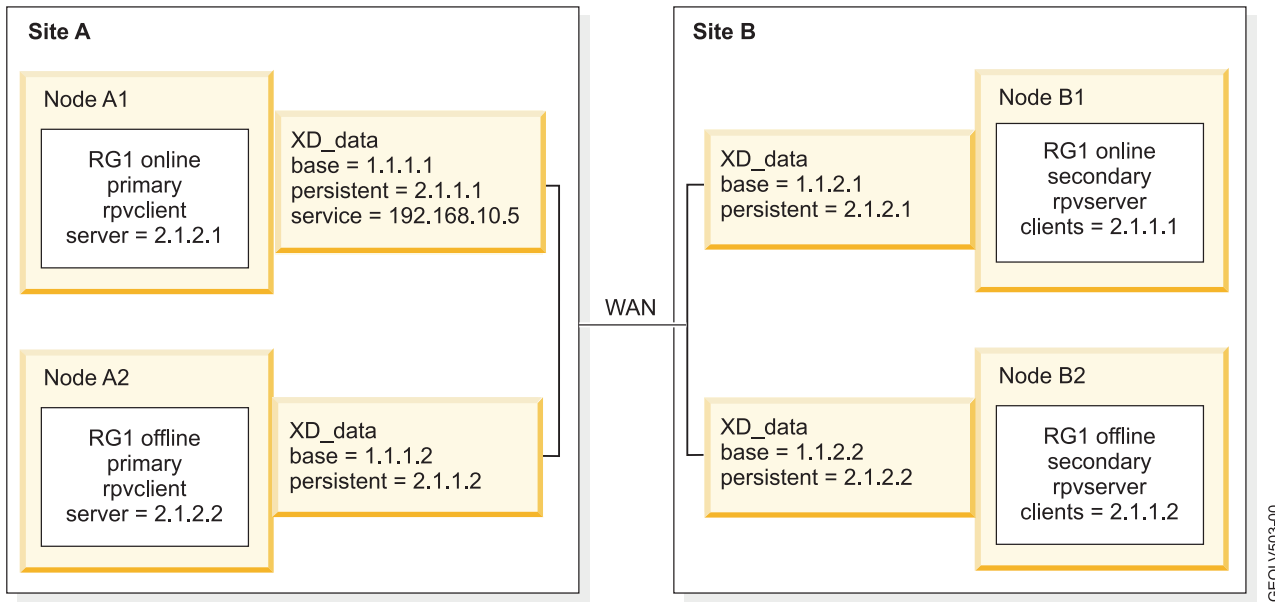 Site A
Node A1
RG1 online
primary
rpvclient
server = 2.1.2.1
XD_data
base = 1.1.1.1
persistent = 2.1.1.1
service = 192.168.10.5
Node A2
RG1 offline
primary
rpvclient
server = 2.1.2.2
XD_data
base = 1.1.1.2
persistent = 2.1.1.2
WAN
Site B
XD_data
base = 1.1.2.1
persistent = 2.1.2.1
Node B1
RG1 online
secondary
rpvserver
clients = 2.1.1.1
XD_data
base = 1.1.2.2
persistent = 2.1.2.2
Node B2
RG1 offline
secondary
rpvserver
clients = 2.1.1.2
GEOLV503-00